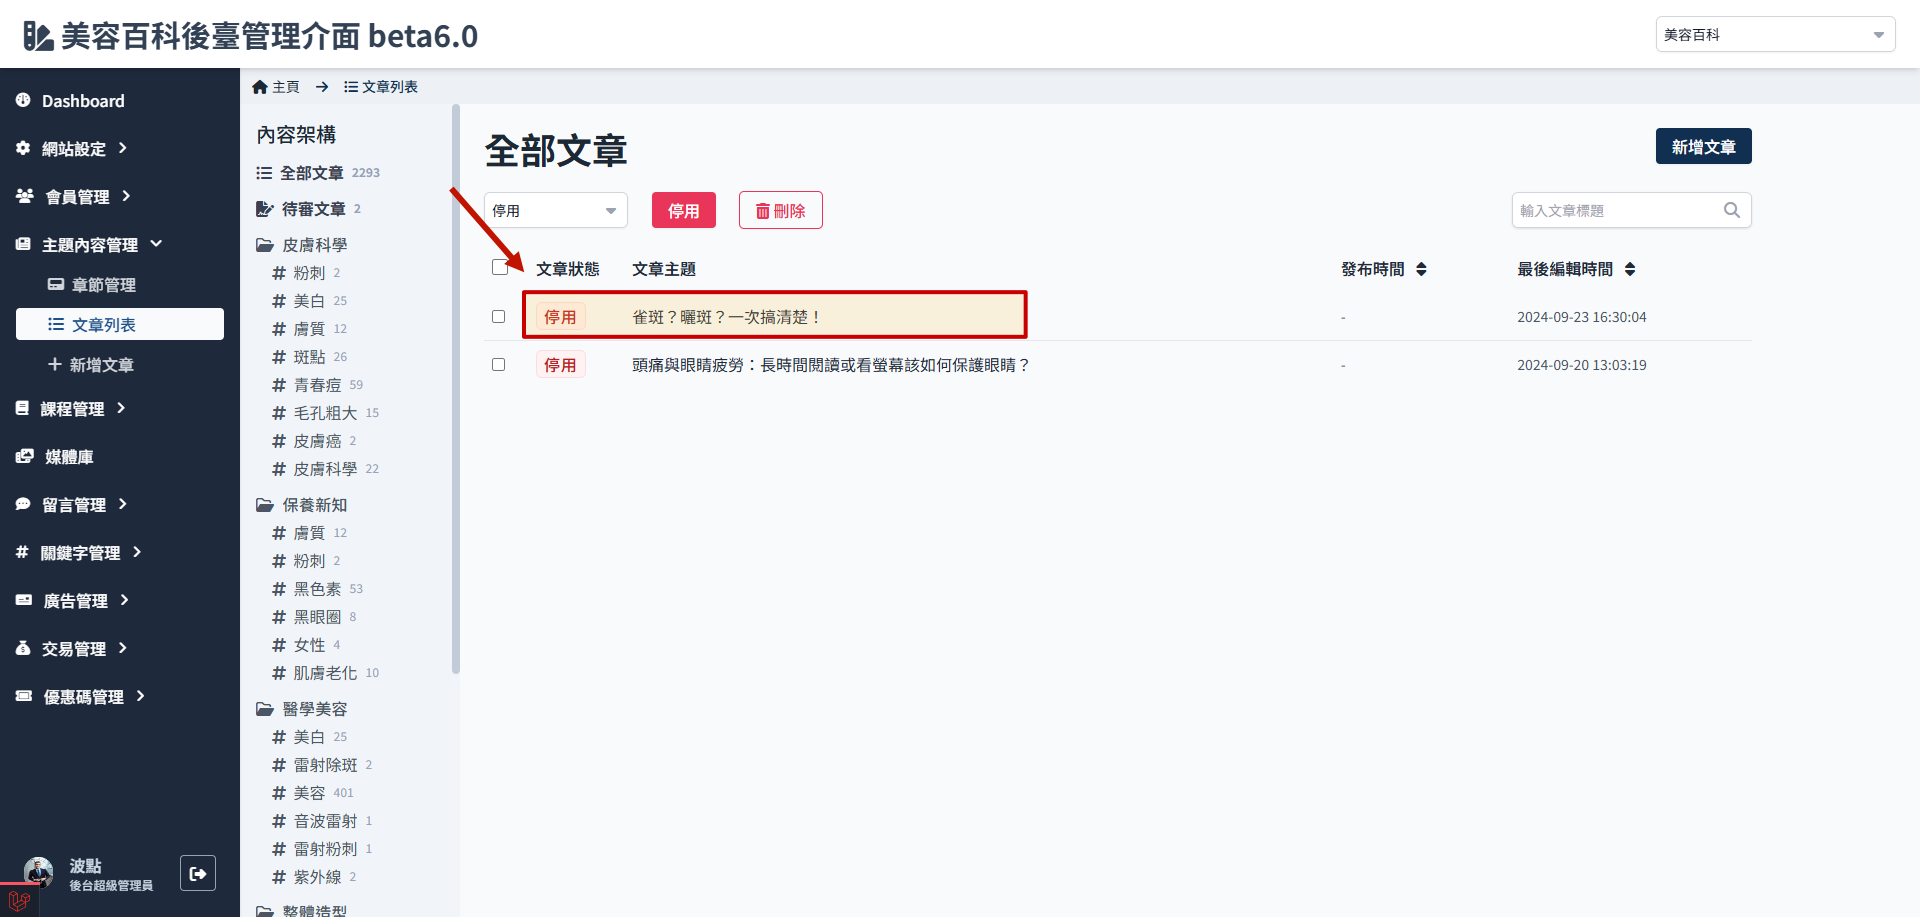 美容百科後臺管理介面 beta6.0
美容百科
Dashboard
網站設定
會員管理
主題內容管理
章節管理
文章列表
新增文章
課程管理
媒體庫
留言管理
關鍵字管理
廣告管理
交易管理
優惠碼管理
波點
後台超級管理員
主頁 → 文章列表
內容架構
全部文章 2293
待審文章 2
皮膚科學
# 粉刺 2
# 美白 25
# 膚質 12
# 斑點 26
# 青春痘 59
# 毛孔粗大 15
# 皮膚癌 2
# 皮膚科學 22
保養新知
# 膚質 12
# 粉刺 2
# 黑色素 53
# 黑眼圈 8
# 女性 4
# 肌膚老化 10
醫學美容
# 美白 25
# 雷射除斑 2
# 美容 401
# 音波雷射 1
# 雷射粉刺 1
# 紫外線 2
整體造型
全部文章
新增文章
停用 停用 刪除
輸入文章標題
文章狀態 文章主題 發布時間 最後編輯時間
停用 雀斑？曬斑？一次搞清楚！ - 2024-09-23 16:30:04
停用 頭痛與眼睛疲勞：長時間閱讀或看螢幕該如何保護眼睛？ - 2024-09-20 13:03:19